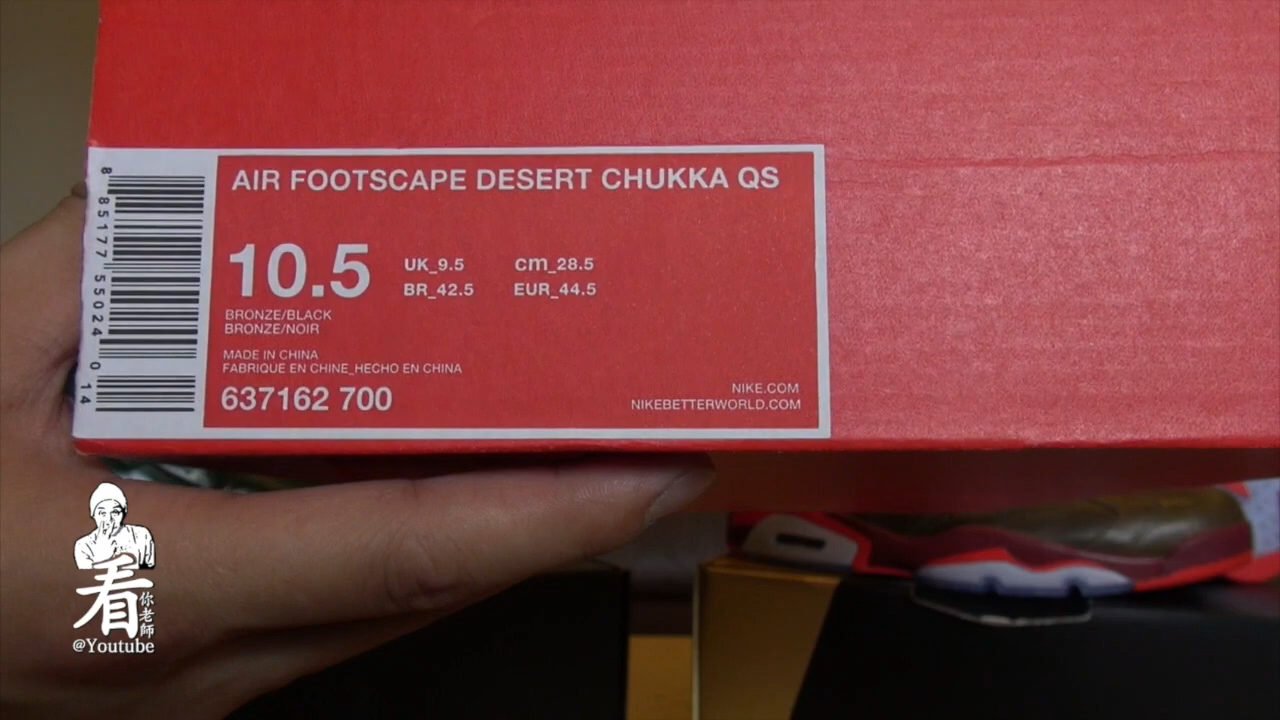 AIR FOOTSCAPE DESERT CHUKKA QS
10.5
UK_9.5 cm_28.5
BR_42.5 EUR_44.5
BRONZE/BLACK
BRONZE/NOIR
MADE IN CHINA
FABRIQUE EN CHINE_HECHO EN CHINA
637162 700
NIKE.COM
NIKEBETTERWORLD.COM
8 85177 55024 0 14
看
你老師
@Youtube